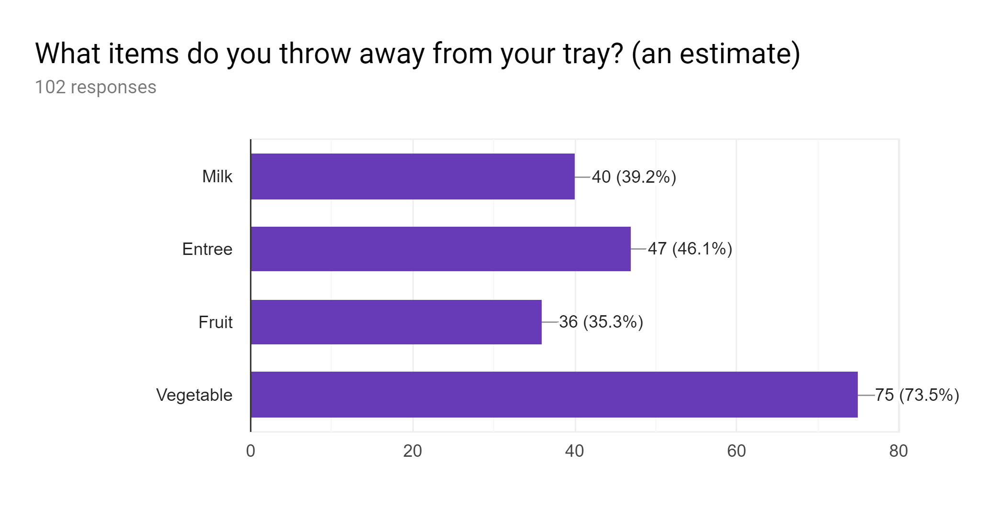 What items do you throw away from your tray? (an estimate)
102 responses
Milk
40 (39.2%)
Entree
47 (46.1%)
Fruit
36 (35.3%)
Vegetable
75 (73.5%)
0 20 40 60 80